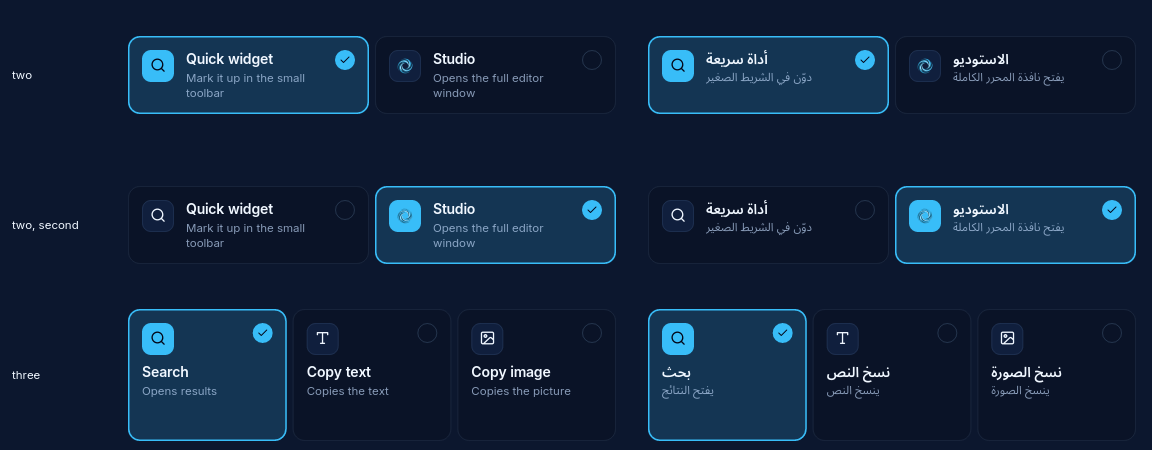 two
Quick widget
Mark it up in the small
toolbar
Studio
Opens the full editor
window
أداة سريعة
دوّن في الشريط الصغير
الاستوديو
يفتح نافذة المحرر الكاملة
two, second
Quick widget
Mark it up in the small
toolbar
Studio
Opens the full editor
window
أداة سريعة
دوّن في الشريط الصغير
الاستوديو
يفتح نافذة المحرر الكاملة
three
Search
Opens results
Copy text
Copies the text
Copy image
Copies the picture
بحث
يفتح النتائج
نسخ النص
ينسخ النص
نسخ الصورة
ينسخ الصورة